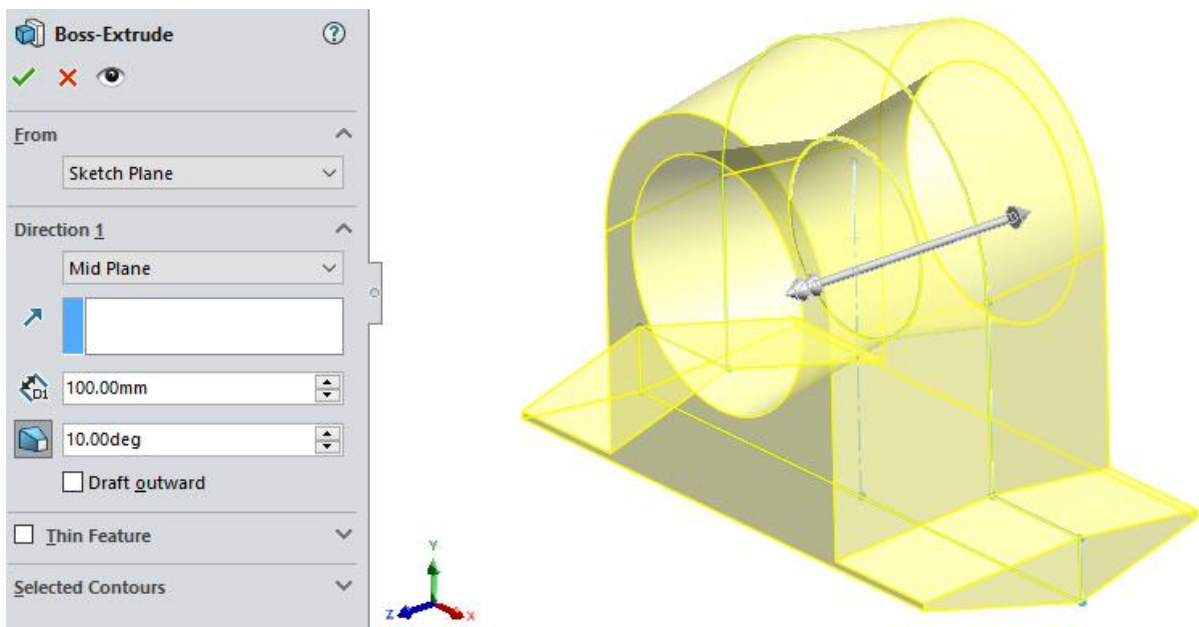 Boss-Extrude
?
From
Sketch Plane
Direction 1
Mid Plane
D1
100.00mm
10.00deg
Draft outward
Thin Feature
Selected Contours
Y
Z
X